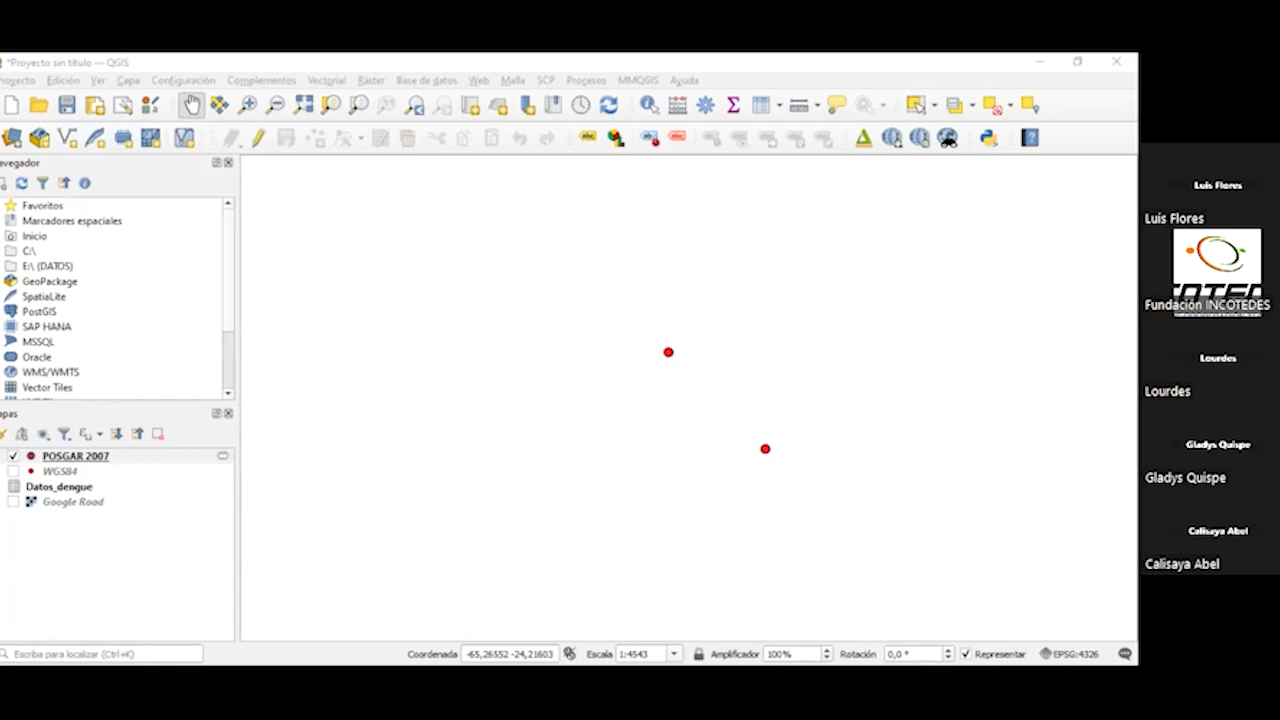 *Proyecto sin título — QGIS
royecto Edición Ver Capa Configuración Complementos Vectorial Ráster Base de datos Web Malla SCP Procesos MMQGIS Ayuda
avegador
Favoritos
Marcadores espaciales
Inicio
C:\
E:\ (DATOS)
GeoPackage
SpatiaLite
PostGIS
SAP HANA
MSSQL
Oracle
WMS/WMTS
Vector Tiles
apas
POSGAR 2007
WGS84
Datos_dengue
Google Road
Escriba para localizar (Ctrl+K)
Coordenada -65,26552 -24,21603 Escala 1:4543 Amplificador 100% Rotación 0,0 ° Representar EPSG:4326
Luis Flores
Luis Flores
Fundación INCOTEDES
Lourdes
Lourdes
Gladys Quispe
Gladys Quispe
Calisaya Abel
Calisaya Abel